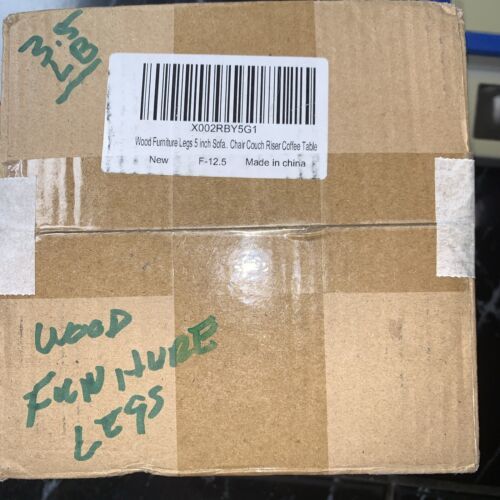 3.5
LB
X002RBY5G1
Wood Furniture Legs 5 inch Sofa.. Chair Couch Riser Coffee Table
New F-12.5 Made in china
WOOD
FURNITURE
LEGS